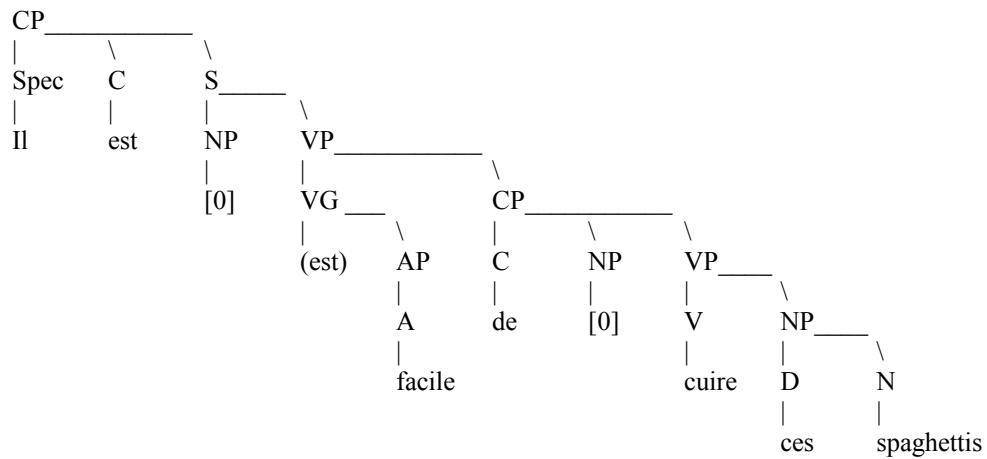 CP
Spec C S
Il est NP VP
[0] VG CP
(est) AP C NP VP
A de [0] V NP
facile cuire D N
ces spaghettis